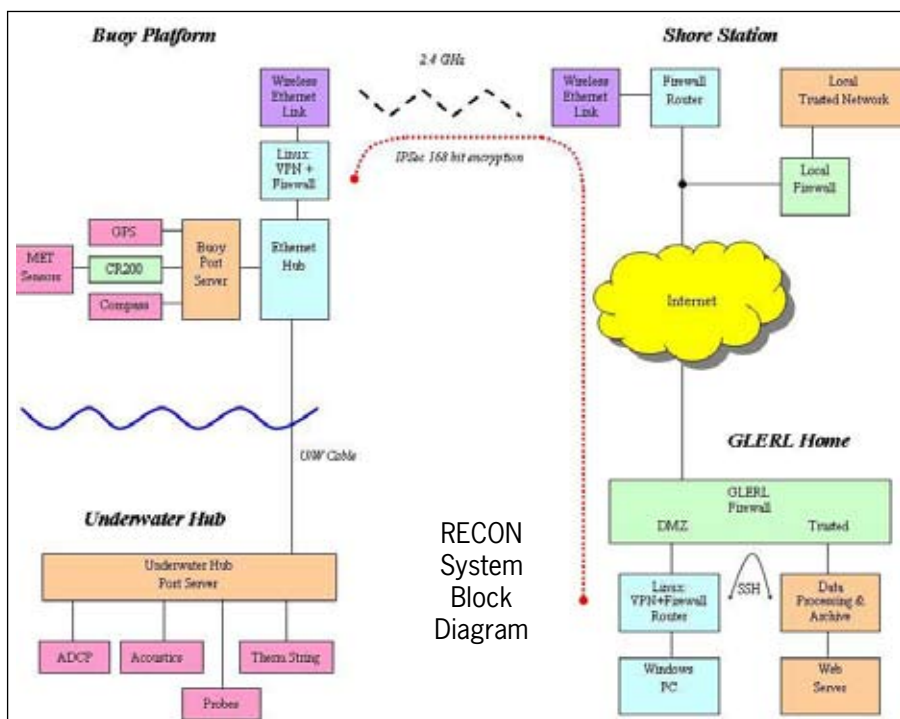 Buoy Platform
Shore Station
2.4 GHz
Wireless
Ethernet
Link
Wireless
Ethernet
Link
Firewall
Router
Local
Trusted Network
IPSec 168 bit encryption
Linux
VPN +
Firewall
Local
Firewall
GPS
MET
Sensors
CR200
Compass
Buoy
Port
Server
Ethernet
Hub
Internet
U/W Cable
GLERL Home
GLERL
Firewall
DMZ
Trusted
Underwater Hub
Underwater Hub
Port Server
ADCP
Acoustics
Therm String
Probes
RECON
System
Block
Diagram
Linux
VPN+Firewall
Router
SSH
Data
Processing &
Archive
Windows
PC
Web
Server